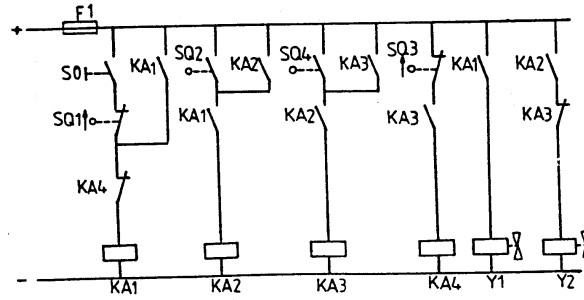 F1
+
SQ2 SQ4 SQ3
S0 KA1 KA2 KA3 KA1 KA2
SQ1 KA1 KA2 KA3 KA3
KA4
-
KA1 KA2 KA3 KA4 Y1 Y2